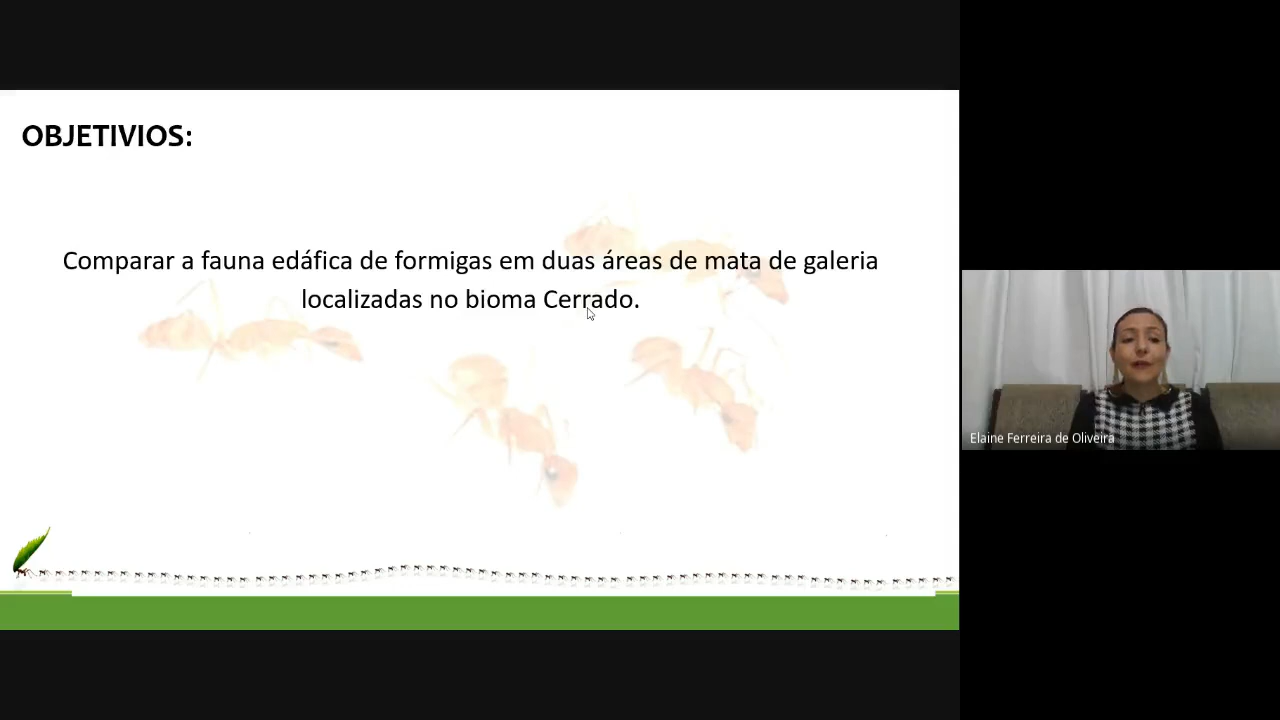 OBJETIVIOS:
Comparar a fauna edáfica de formigas em duas áreas de mata de galeria
localizadas no bioma Cerrado.
Elaine Ferreira de Oliveira